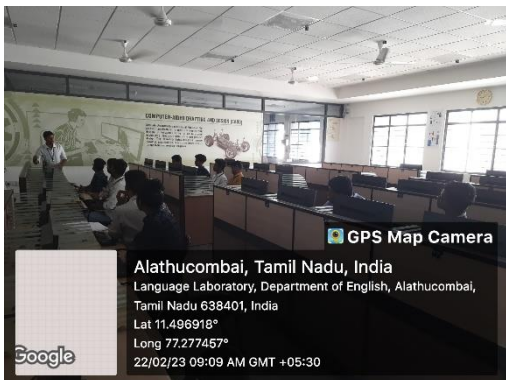 COMPUTER-AIDED DRAFTING AND DESIGN (CADD)
GPS Map Camera
Alathucombai, Tamil Nadu, India
Language Laboratory, Department of English, Alathucombai,
Tamil Nadu 638401, India
Lat 11.496918°
Long 77.277457°
22/02/23 09:09 AM GMT +05:30
Google